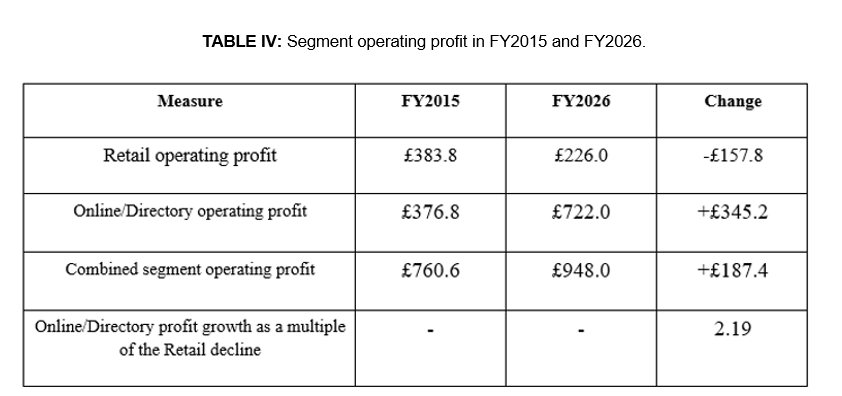 TABLE IV: Segment operating profit in FY2015 and FY2026.
Measure FY2015 FY2026 Change
Retail operating profit £383.8 £226.0 -£157.8
Online/Directory operating profit £376.8 £722.0 +£345.2
Combined segment operating profit £760.6 £948.0 +£187.4
Online/Directory profit growth as a multiple
of the Retail decline - - 2.19